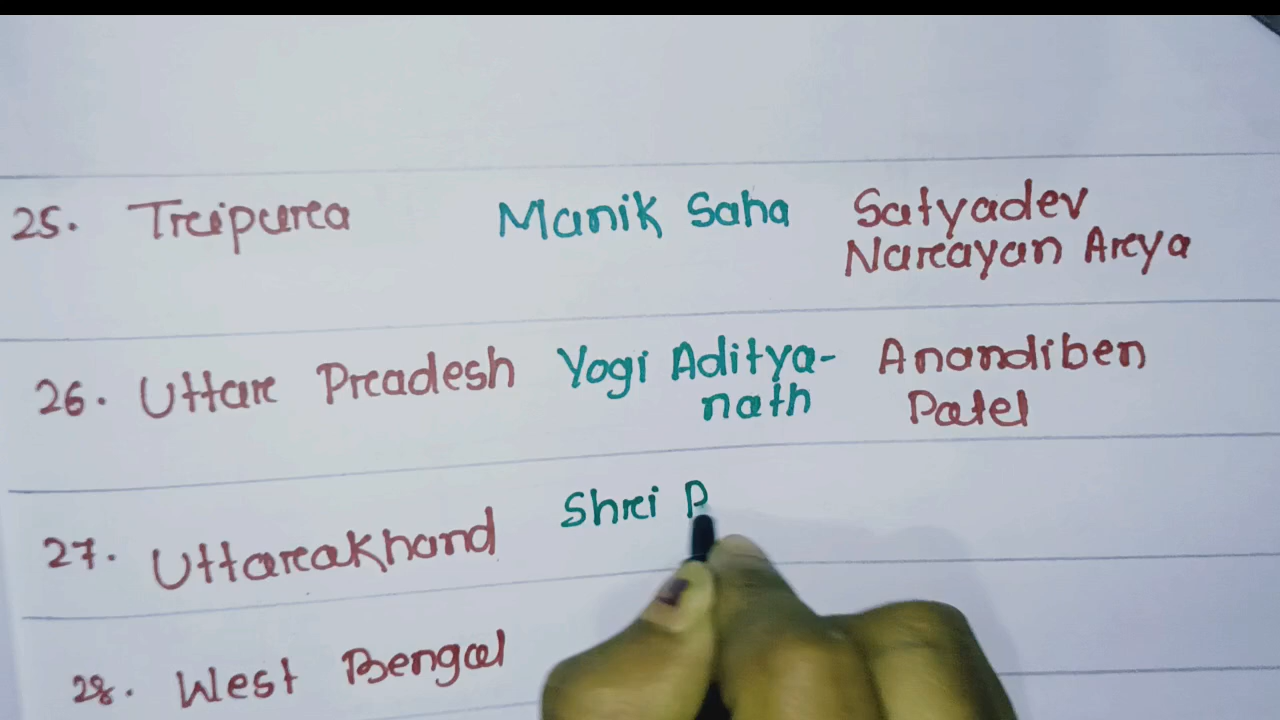 25. Tripura Manik Saha Satyadev
Narayan Arya
26. Uttar Pradesh Yogi Aditya- Anandiben
nath Patel
27. Uttarakhand Shri P
28. West Bengal